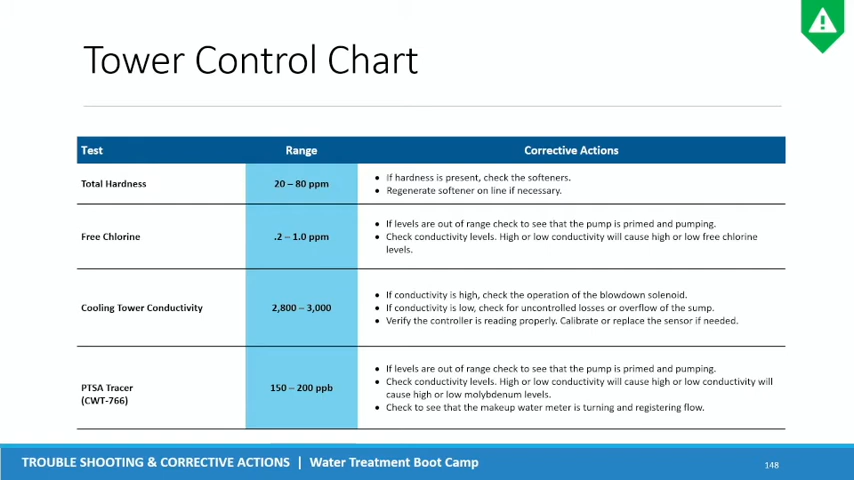 Tower Control Chart
Test Range Corrective Actions
Total Hardness
20 – 80 ppm
• If hardness is present, check the softeners.
• Regenerate softener on line if necessary.
Free Chlorine
.2 – 1.0 ppm
• If levels are out of range check to see that the pump is primed and pumping.
• Check conductivity levels. High or low conductivity will cause high or low free chlorine
levels.
Cooling Tower Conductivity
2,800 – 3,000
• If conductivity is high, check the operation of the blowdown solenoid.
• If conductivity is low, check for uncontrolled losses or overflow of the sump.
• Verify the controller is reading properly. Calibrate or replace the sensor if needed.
PTSA Tracer
(CWT-766)
150 – 200 ppb
• If levels are out of range check to see that the pump is primed and pumping.
• Check conductivity levels. High or low conductivity will cause high or low conductivity will
cause high or low molybdenum levels.
• Check to see that the makeup water meter is turning and registering flow.
TROUBLE SHOOTING & CORRECTIVE ACTIONS | Water Treatment Boot Camp
148